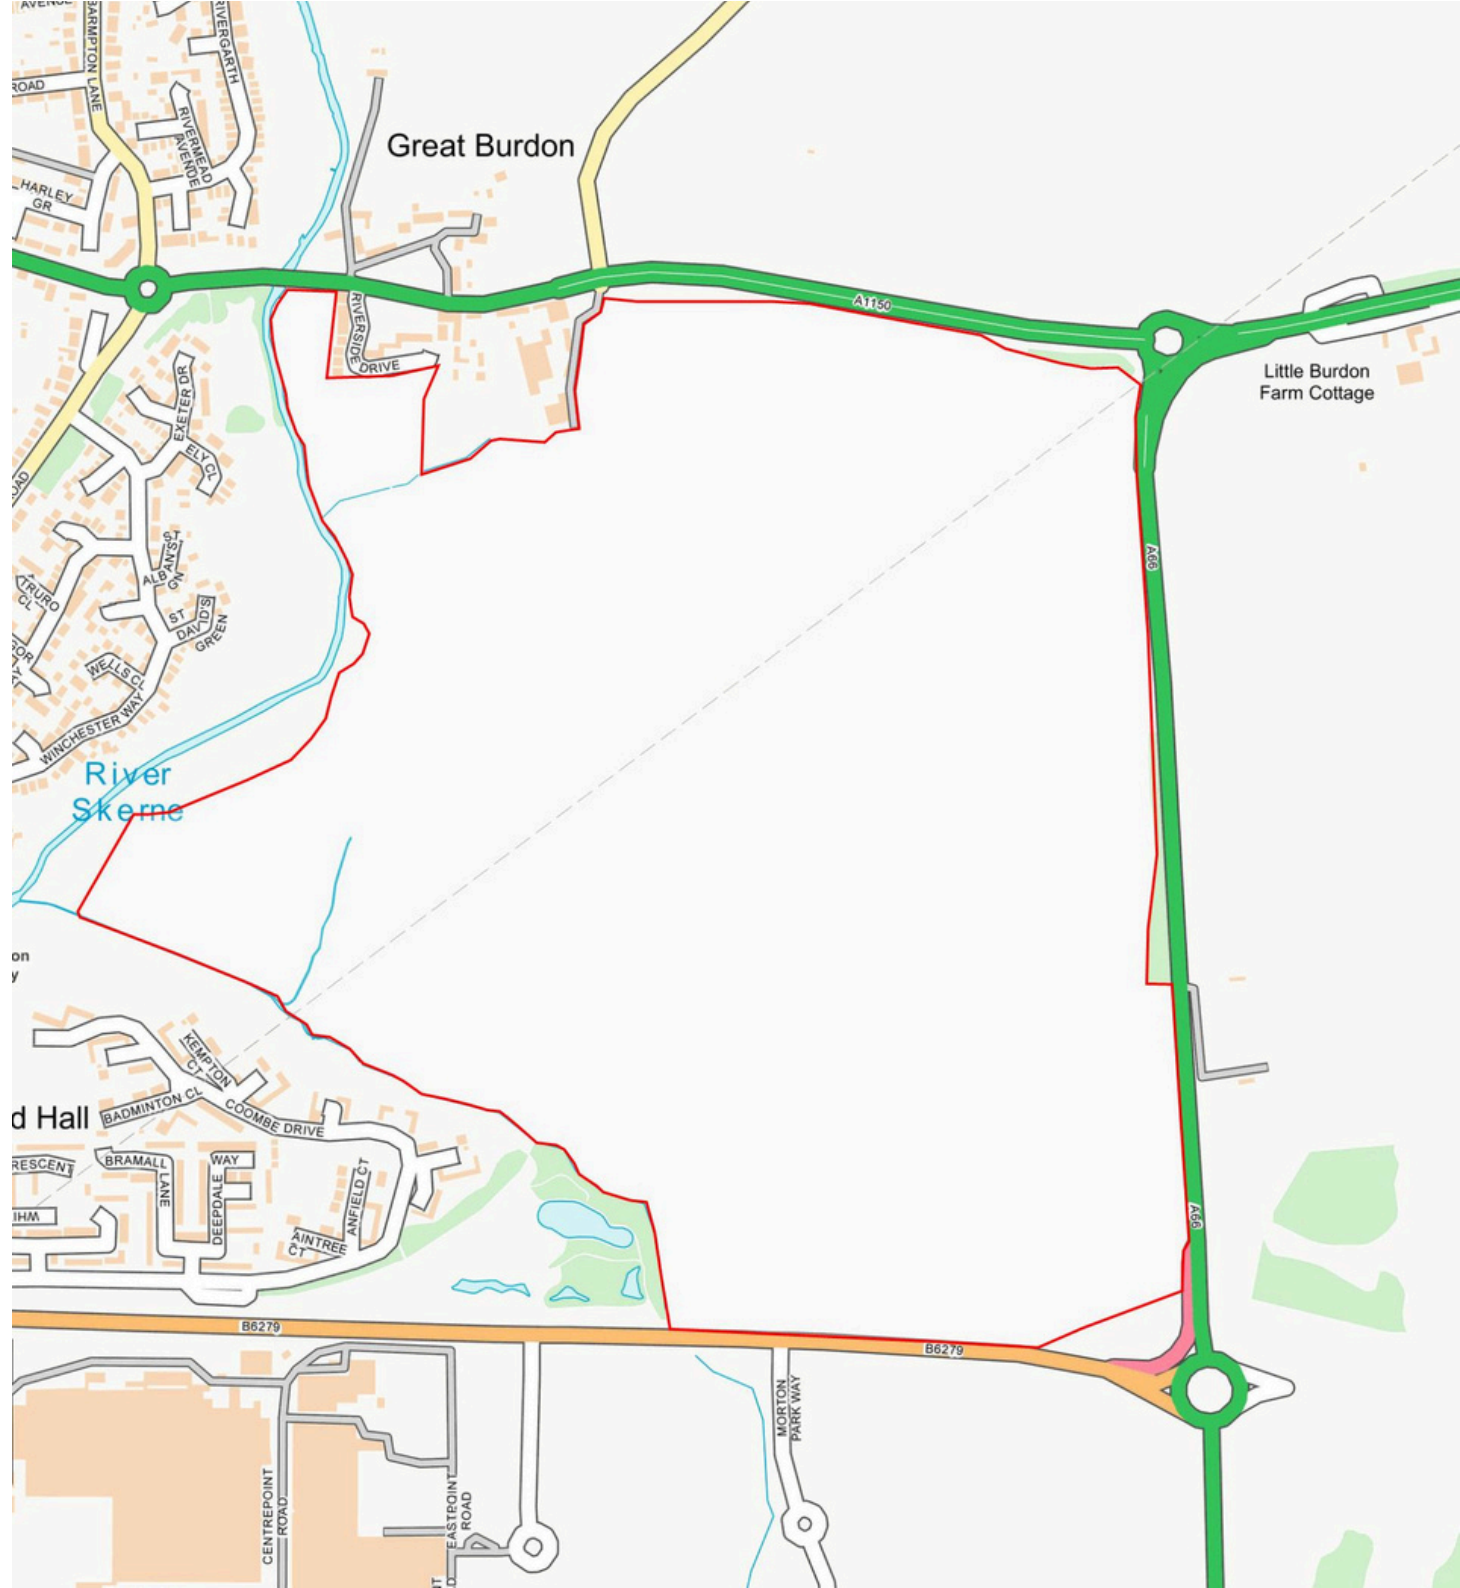 AVENUE
BARMPTON LANE
RIVERGARTH
ROAD
RIVERMEAD
AVENUE
Great Burdon
HARLEY
GR
A1150
RIVERSIDE
DRIVE
Little Burdon
Farm Cottage
EXETER DR
ELY CL
OAD
A66
ST
ALBAN'S
GN
TRURO
CL
ST
DAVID'S
GREEN
WELLS CL
WINCHESTER WAY
River
Skerne
on
y
KEMPTON
CT
BADMINTON CL
COOMBE DRIVE
d Hall
RESCENT
BRAMALL
LANE
WAY
DEEPDALE
ANFIELD CT
AINTREE
CT
WHI
A66
B6279
B6279
MORTON
PARK WAY
CENTREPOINT
ROAD
EASTPOINT
ROAD